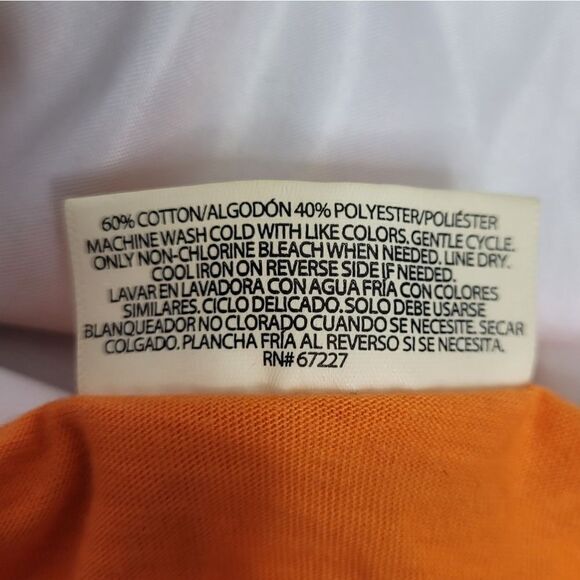 60% COTTON/ALGODÓN 40% POLYESTER/POLIÉSTER
MACHINE WASH COLD WITH LIKE COLORS. GENTLE CYCLE.
ONLY NON-CHLORINE BLEACH WHEN NEEDED. LINE DRY.
COOL IRON ON REVERSE SIDE IF NEEDED.
LAVAR EN LAVADORA CON AGUA FRÍA CON COLORES
SIMILARES. CICLO DELICADO. SOLO DEBE USARSE
BLANQUEADOR NO CLORADO CUANDO SE NECESITE. SECAR
COLGADO. PLANCHA FRÍA AL REVERSO SI SE NECESITA.
RN# 67227